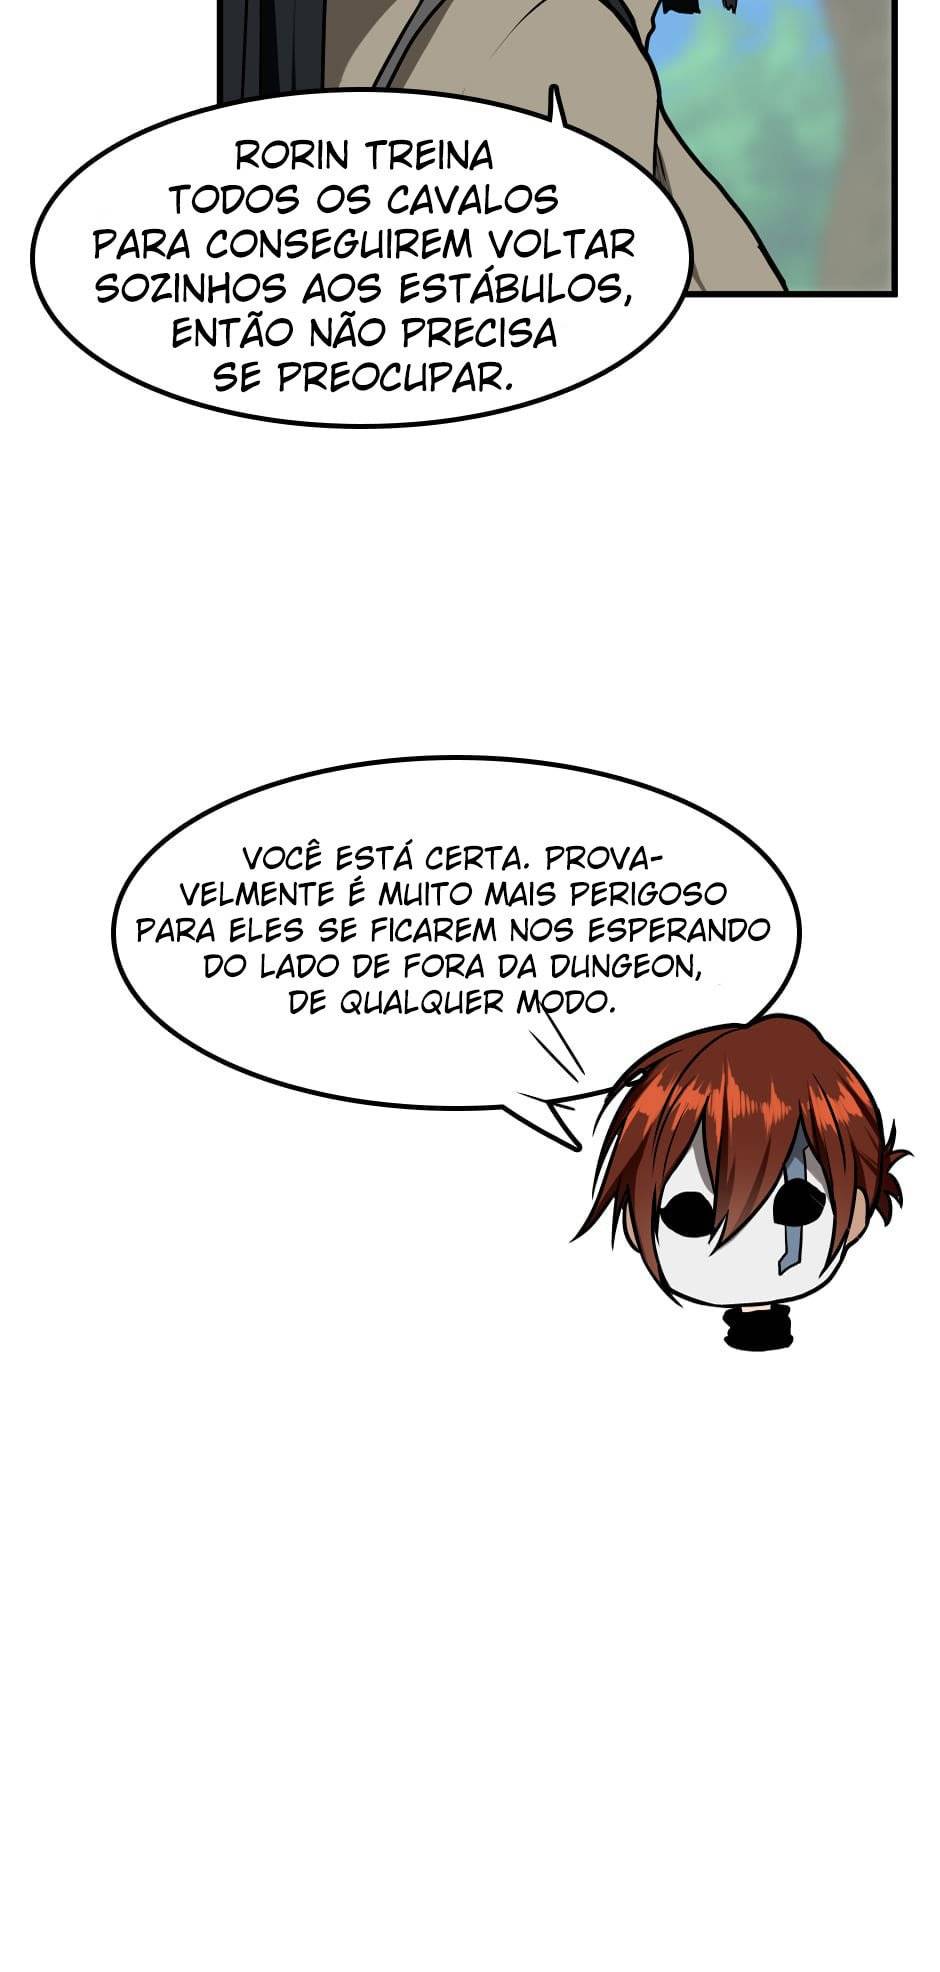 RORIN TREINA
TODOS OS CAVALOS
PARA CONSEGUIREM VOLTAR
SOZINHOS AOS ESTÁBULOS,
ENTÃO NÃO PRECISA
SE PREOCUPAR.
VOCÊ ESTÁ CERTA. PROVA-
VELMENTE É MUITO MAIS PERIGOSO
PARA ELES SE FICAREM NOS ESPERANDO
DO LADO DE FORA DA DUNGEON,
DE QUALQUER MODO.